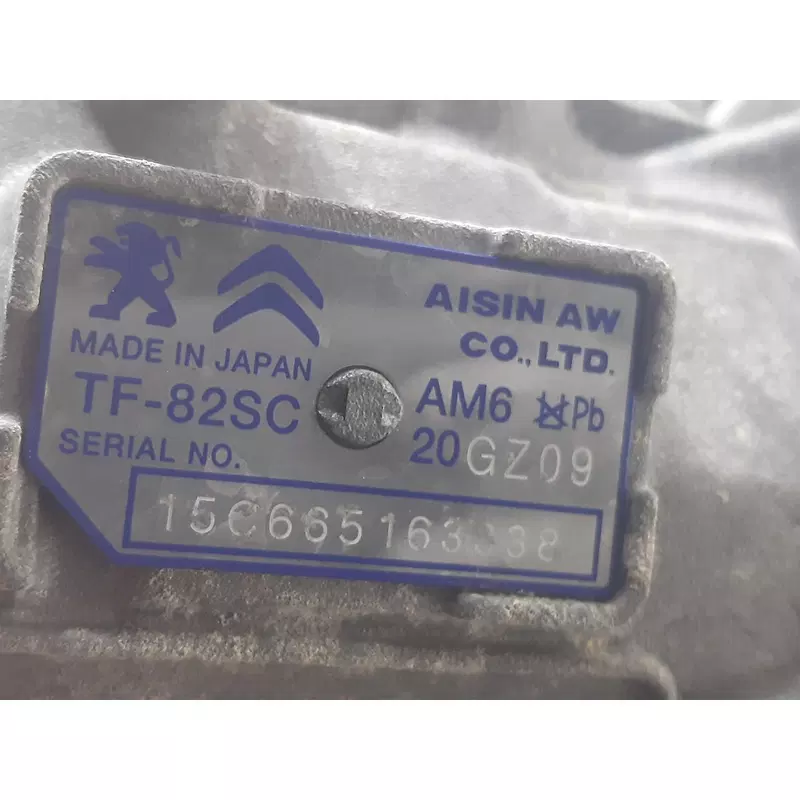 MADE IN JAPAN
TF-82SC
SERIAL NO.
AISIN AW
CO.,LTD.
AM6 Pb
20GZ09